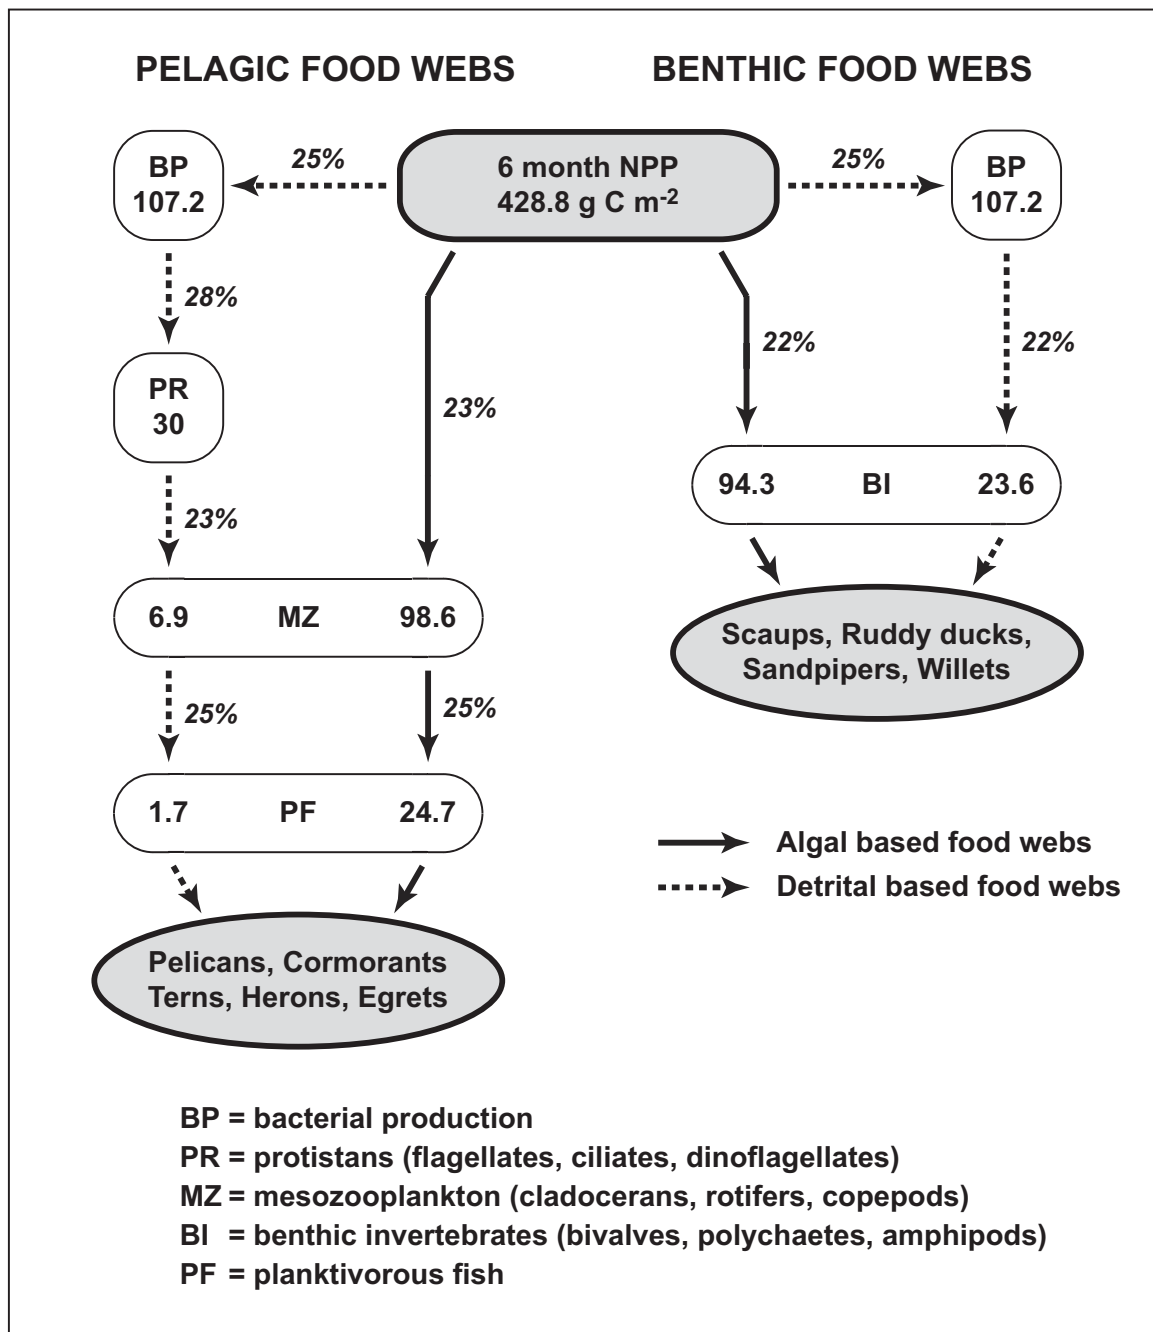 PELAGIC FOOD WEBS
BENTHIC FOOD WEBS
BP
107.2
25%
6 month NPP
428.8 g C m-2
25%
BP
107.2
28%
22%
22%
PR
30
23%
94.3 BI 23.6
23%
6.9 MZ 98.6
Scaups, Ruddy ducks,
Sandpipers, Willets
25%
25%
1.7 PF 24.7
Algal based food webs
Detrital based food webs
Pelicans, Cormorants
Terns, Herons, Egrets
BP = bacterial production
PR = protistans (flagellates, ciliates, dinoflagellates)
MZ = mesozooplankton (cladocerans, rotifers, copepods)
BI = benthic invertebrates (bivalves, polychaetes, amphipods)
PF = planktivorous fish